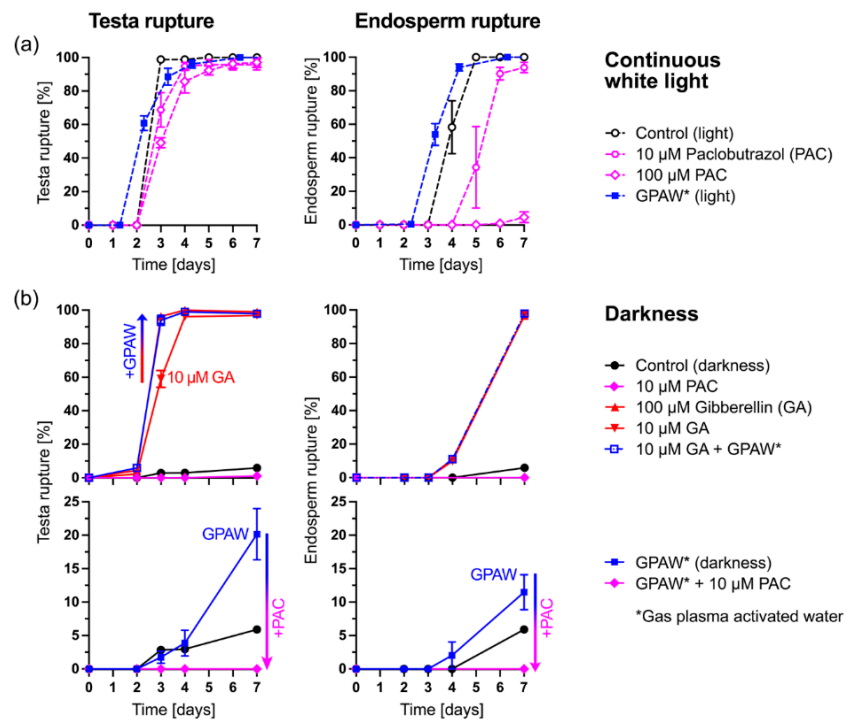 Testa rupture
Endosperm rupture
(a)
Testa rupture [%]
100
80
60
40
20
0
0 1 2 3 4 5 6 7
Time [days]
Endosperm rupture [%]
100
80
60
40
20
0
0 1 2 3 4 5 6 7
Time [days]
Continuous
white light
Control (light)
10 µM Paclobutrazol (PAC)
100 µM PAC
GPAW* (light)
(b)
Testa rupture [%]
100
80
60
40
20
0
+GPAW
10 µM GA
Endosperm rupture [%]
100
80
60
40
20
0
Darkness
Control (darkness)
10 µM PAC
100 µM Gibberellin (GA)
10 µM GA
10 µM GA + GPAW*
Testa rupture [%]
25
20
15
10
5
0
GPAW
+PAC
0 1 2 3 4 5 6 7
Time [days]
Endosperm rupture [%]
25
20
15
10
5
0
GPAW
+PAC
0 1 2 3 4 5 6 7
Time [days]
GPAW* (darkness)
GPAW* + 10 µM PAC
*Gas plasma activated water